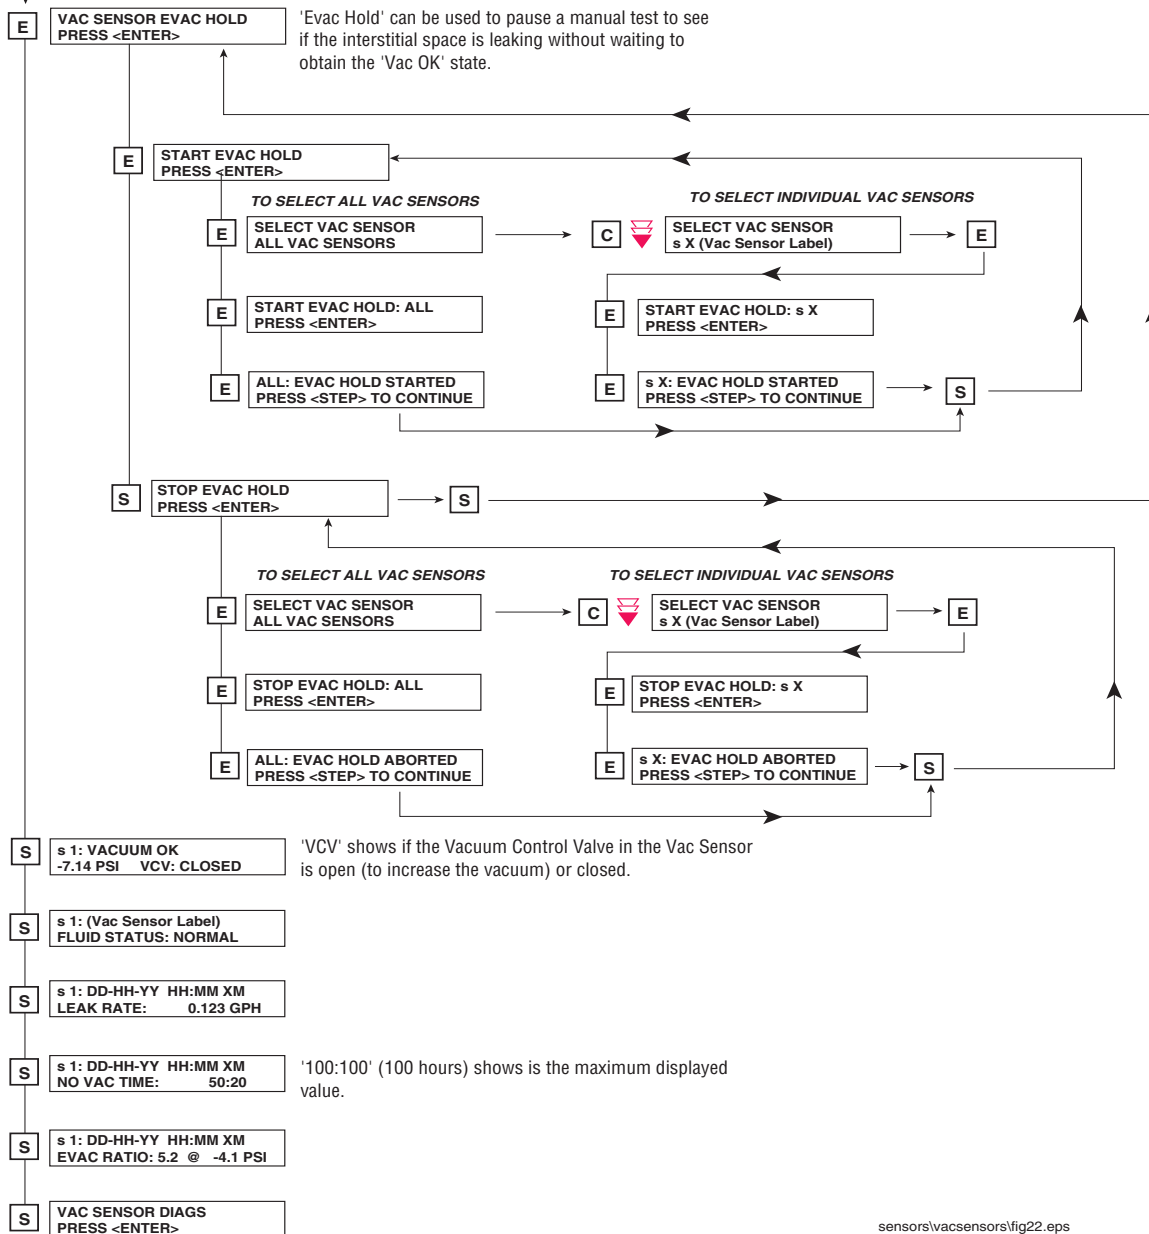 E
VAC SENSOR EVAC HOLD
PRESS <ENTER>
'Evac Hold' can be used to pause a manual test to see
if the interstitial space is leaking without waiting to
obtain the 'Vac OK' state.
E
START EVAC HOLD
PRESS <ENTER>
TO SELECT ALL VAC SENSORS
TO SELECT INDIVIDUAL VAC SENSORS
E
SELECT VAC SENSOR
ALL VAC SENSORS
C
SELECT VAC SENSOR
s X (Vac Sensor Label)
E
E
START EVAC HOLD: ALL
PRESS <ENTER>
E
START EVAC HOLD: s X
PRESS <ENTER>
E
ALL: EVAC HOLD STARTED
PRESS <STEP> TO CONTINUE
E
s X: EVAC HOLD STARTED
PRESS <STEP> TO CONTINUE
S
S
STOP EVAC HOLD
PRESS <ENTER>
S
TO SELECT ALL VAC SENSORS
TO SELECT INDIVIDUAL VAC SENSORS
E
SELECT VAC SENSOR
ALL VAC SENSORS
C
SELECT VAC SENSOR
s X (Vac Sensor Label)
E
E
STOP EVAC HOLD: ALL
PRESS <ENTER>
E
STOP EVAC HOLD: s X
PRESS <ENTER>
E
ALL: EVAC HOLD ABORTED
PRESS <STEP> TO CONTINUE
E
s X: EVAC HOLD ABORTED
PRESS <STEP> TO CONTINUE
S
S
s 1: VACUUM OK
-7.14 PSI VCV: CLOSED
'VCV' shows if the Vacuum Control Valve in the Vac Sensor
is open (to increase the vacuum) or closed.
S
s 1: (Vac Sensor Label)
FLUID STATUS: NORMAL
S
s 1: DD-HH-YY HH:MM XM
LEAK RATE: 0.123 GPH
S
s 1: DD-HH-YY HH:MM XM
NO VAC TIME: 50:20
'100:100' (100 hours) shows is the maximum displayed
value.
S
s 1: DD-HH-YY HH:MM XM
EVAC RATIO: 5.2 @ -4.1 PSI
S
VAC SENSOR DIAGS
PRESS <ENTER>
sensors\vacsensors\fig22.eps